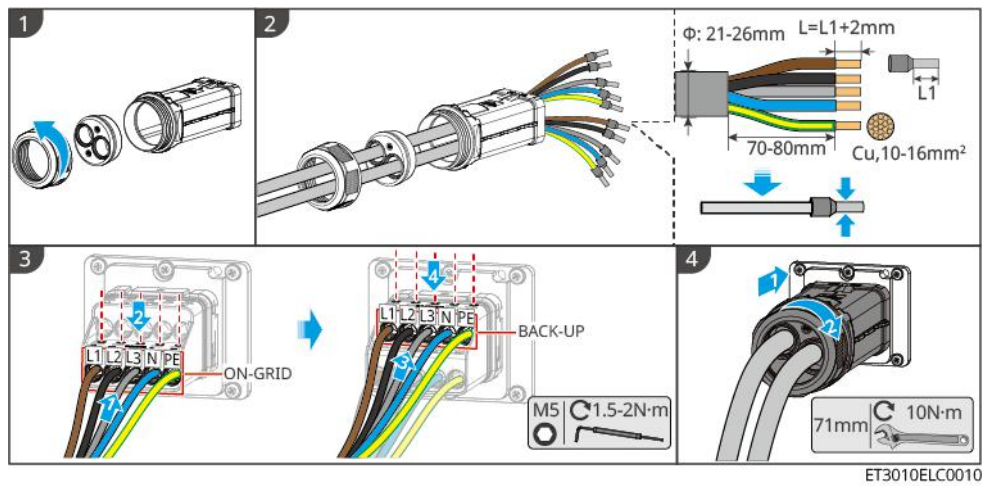 1
2
Φ: 21-26mm
L=L1+2mm
L1
70-80mm
Cu,10-16mm²
3
2
L1 L2 L3 N PE
1
ON-GRID
4
L1 L2 L3 N PE
3
BACK-UP
M5
1.5-2N·m
4
1
2
71mm
10N·m
ET3010ELC0010